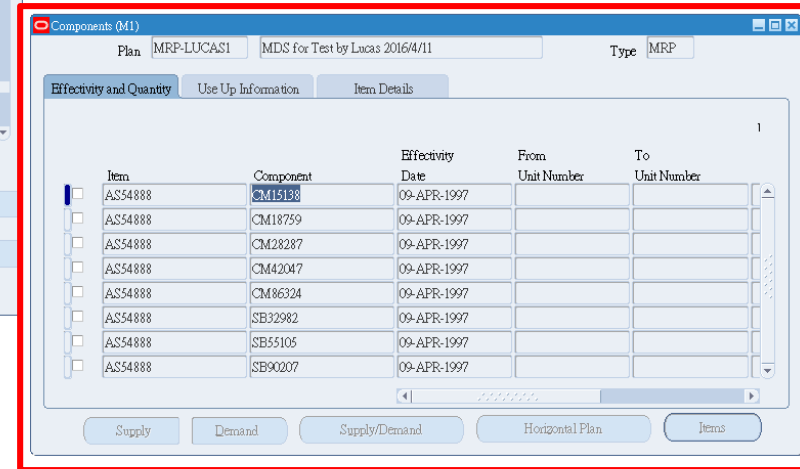 Components (M1)
Plan MRP-LUCAS1 MDS for Test by Lucas 2016/4/11 Type MRP
Effectivity and Quantity Use Up Information Item Details
1
Effectivity From To
Item Component Date Unit Number Unit Number
AS54888 CM15138 09-APR-1997
AS54888 CM18759 09-APR-1997
AS54888 CM28287 09-APR-1997
AS54888 CM42047 09-APR-1997
AS54888 CM86324 09-APR-1997
AS54888 SB32982 09-APR-1997
AS54888 SB55105 09-APR-1997
AS54888 SB90207 09-APR-1997
Supply Demand Supply/Demand Horizontal Plan Items